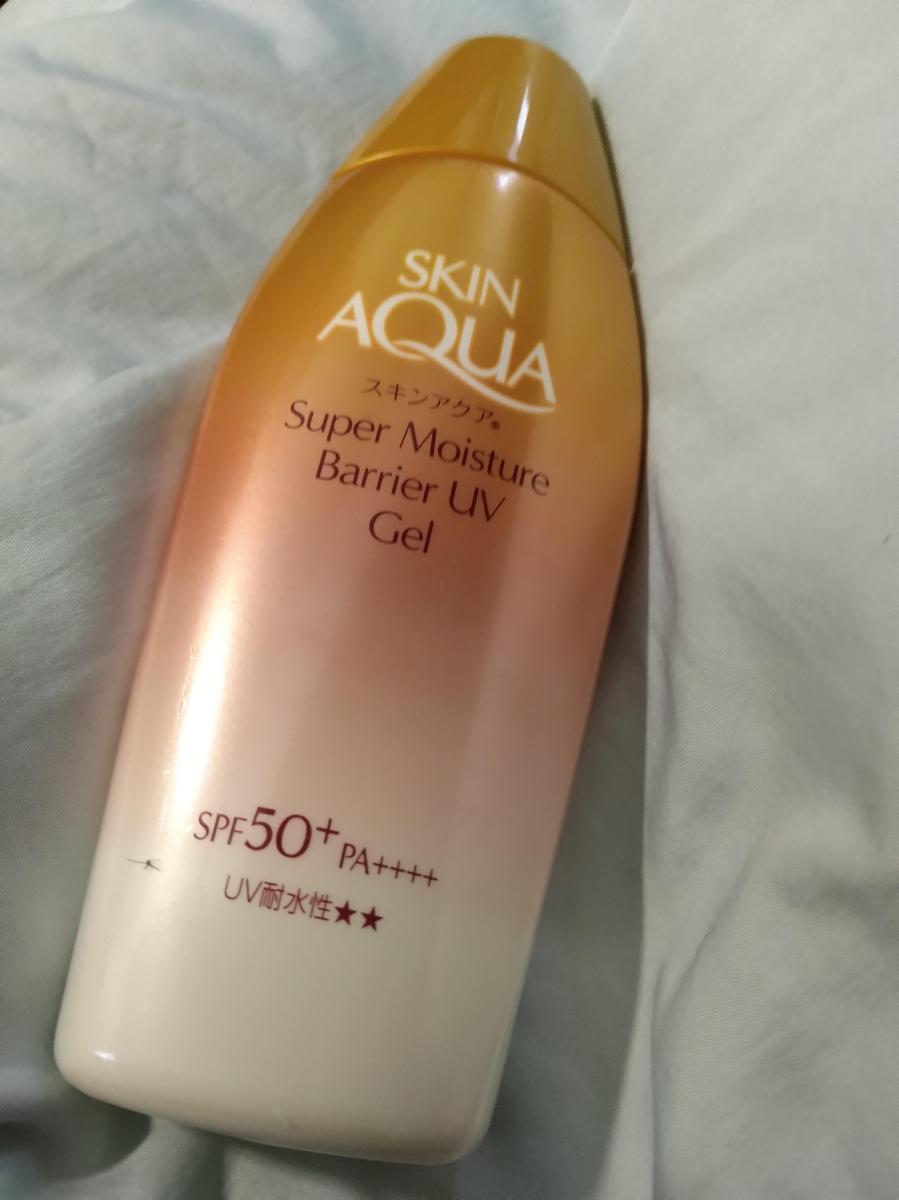 SKIN
AQUA
スキンアクア®
Super Moisture
Barrier UV
Gel
SPF50+ PA++++
UV耐水性★★